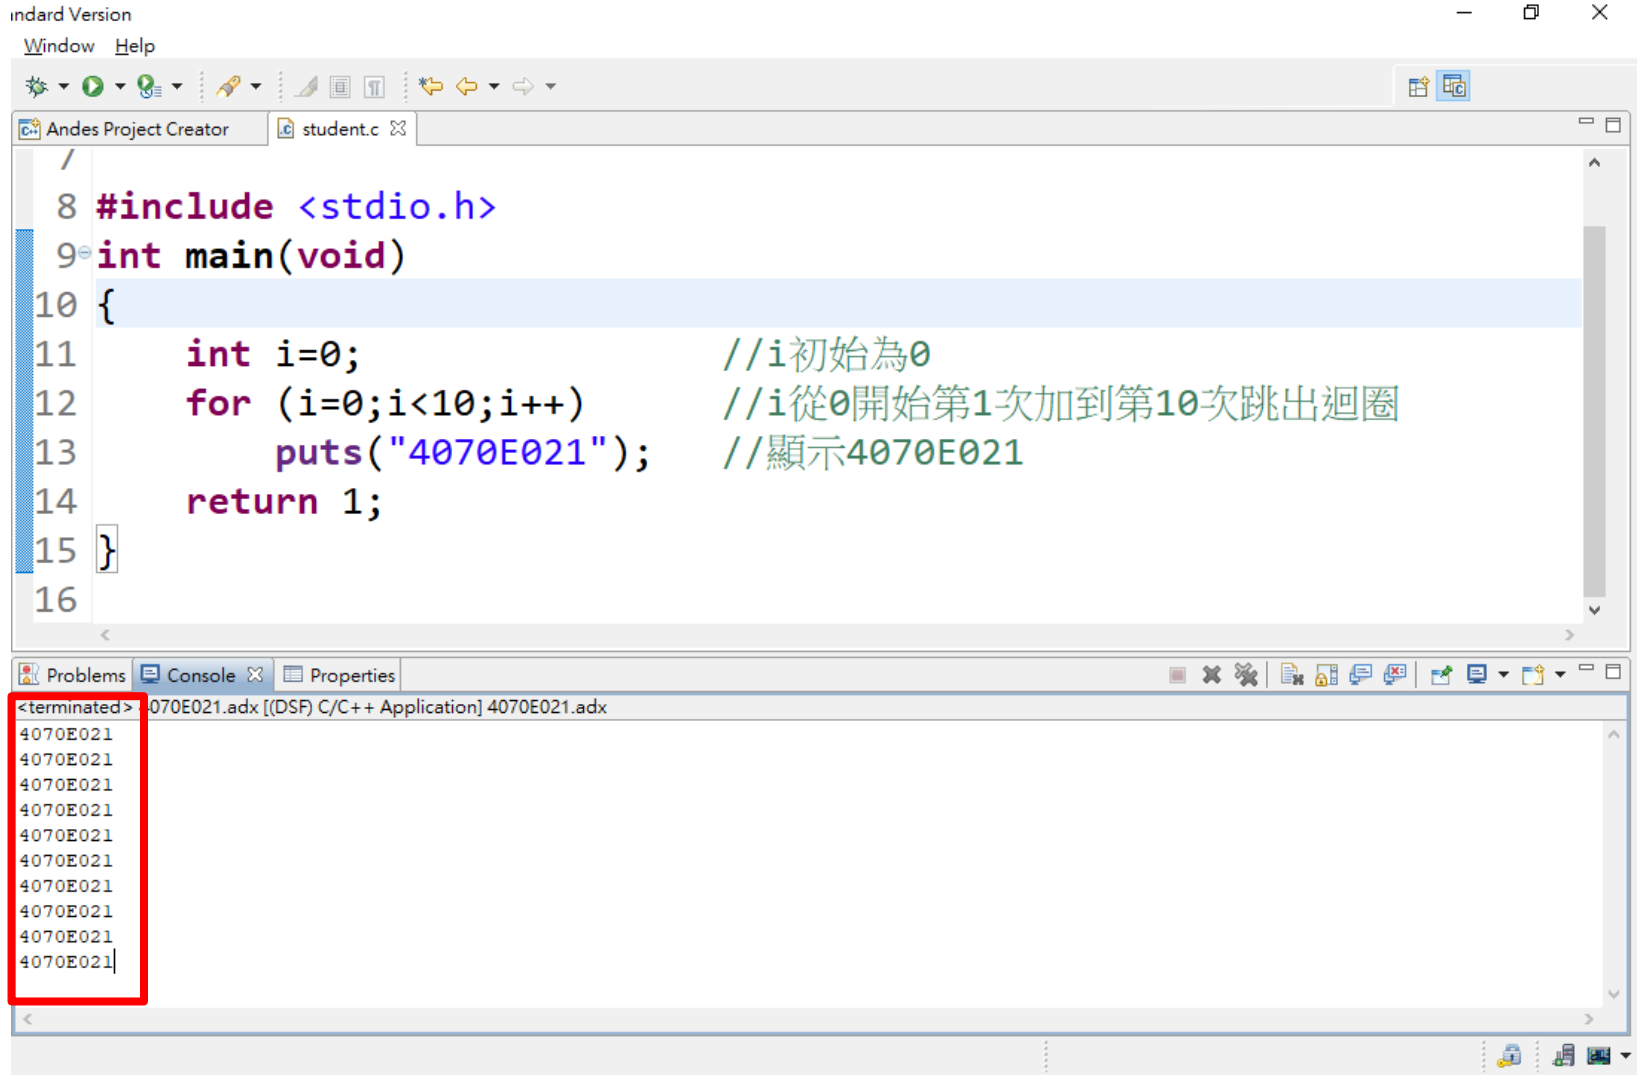 ndard Version
Window Help
Andes Project Creator student.c
7
8 #include <stdio.h>
9 int main(void)
10 {
11 int i=0; //i初始為0
12 for (i=0;i<10;i++) //i從0開始第1次加到第10次跳出迴圈
13 puts("4070E021"); //顯示4070E021
14 return 1;
15 }
16
Problems Console Properties
<terminated> 4070E021.adx [(DSF) C/C++ Application] 4070E021.adx
4070E021
4070E021
4070E021
4070E021
4070E021
4070E021
4070E021
4070E021
4070E021
4070E021